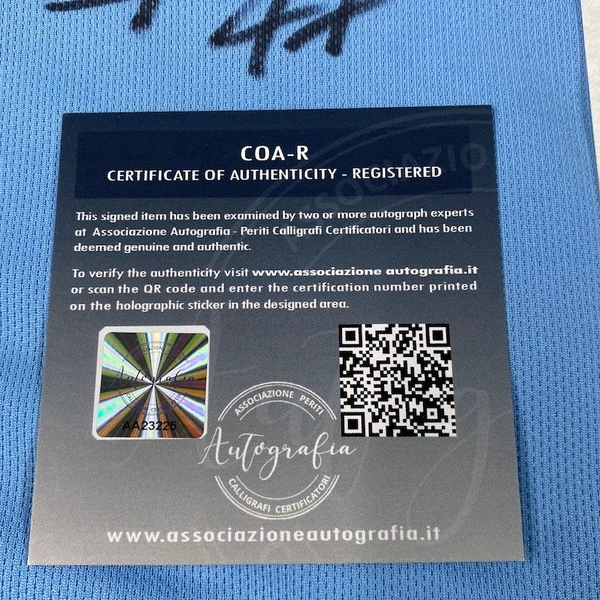 COA-R
CERTIFICATE OF AUTHENTICITY - REGISTERED
This signed item has been examined by two or more autograph experts
at Associazione Autografia - Periti Calligrafi Certificatori and has been
deemed genuine and authentic.
To verify the authenticity visit www.associazione autografia.it
or scan the QR code and enter the certification number printed
on the holographic sticker in the designed area.
AA23225
ASSOCIAZIONE PERITI
Autografia
CALLIGRAFI CERTIFICATORI
www.associazioneautografia.it